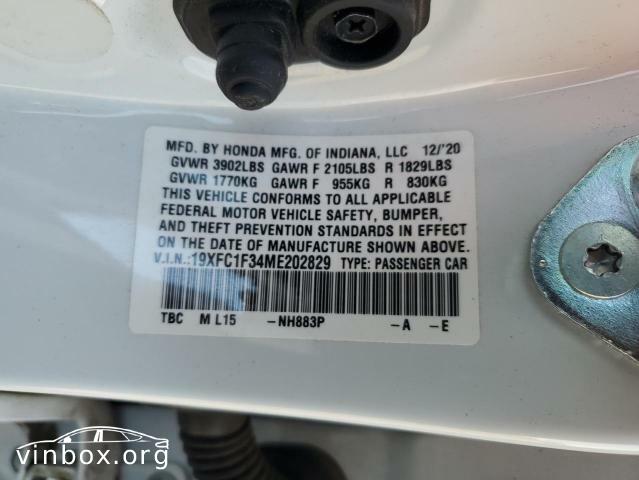 MFD. BY HONDA MFG. OF INDIANA, LLC 12/'20
GVWR 3902LBS GAWR F 2105LBS R 1829LBS
GVWR 1770KG GAWR F 955KG R 830KG
THIS VEHICLE CONFORMS TO ALL APPLICABLE
FEDERAL MOTOR VEHICLE SAFETY, BUMPER,
AND THEFT PREVENTION STANDARDS IN EFFECT
ON THE DATE OF MANUFACTURE SHOWN ABOVE.
V.I.N.:19XFC1F34ME202829 TYPE: PASSENGER CAR
TBC M L15 -NH883P -A -E
vinbox.org